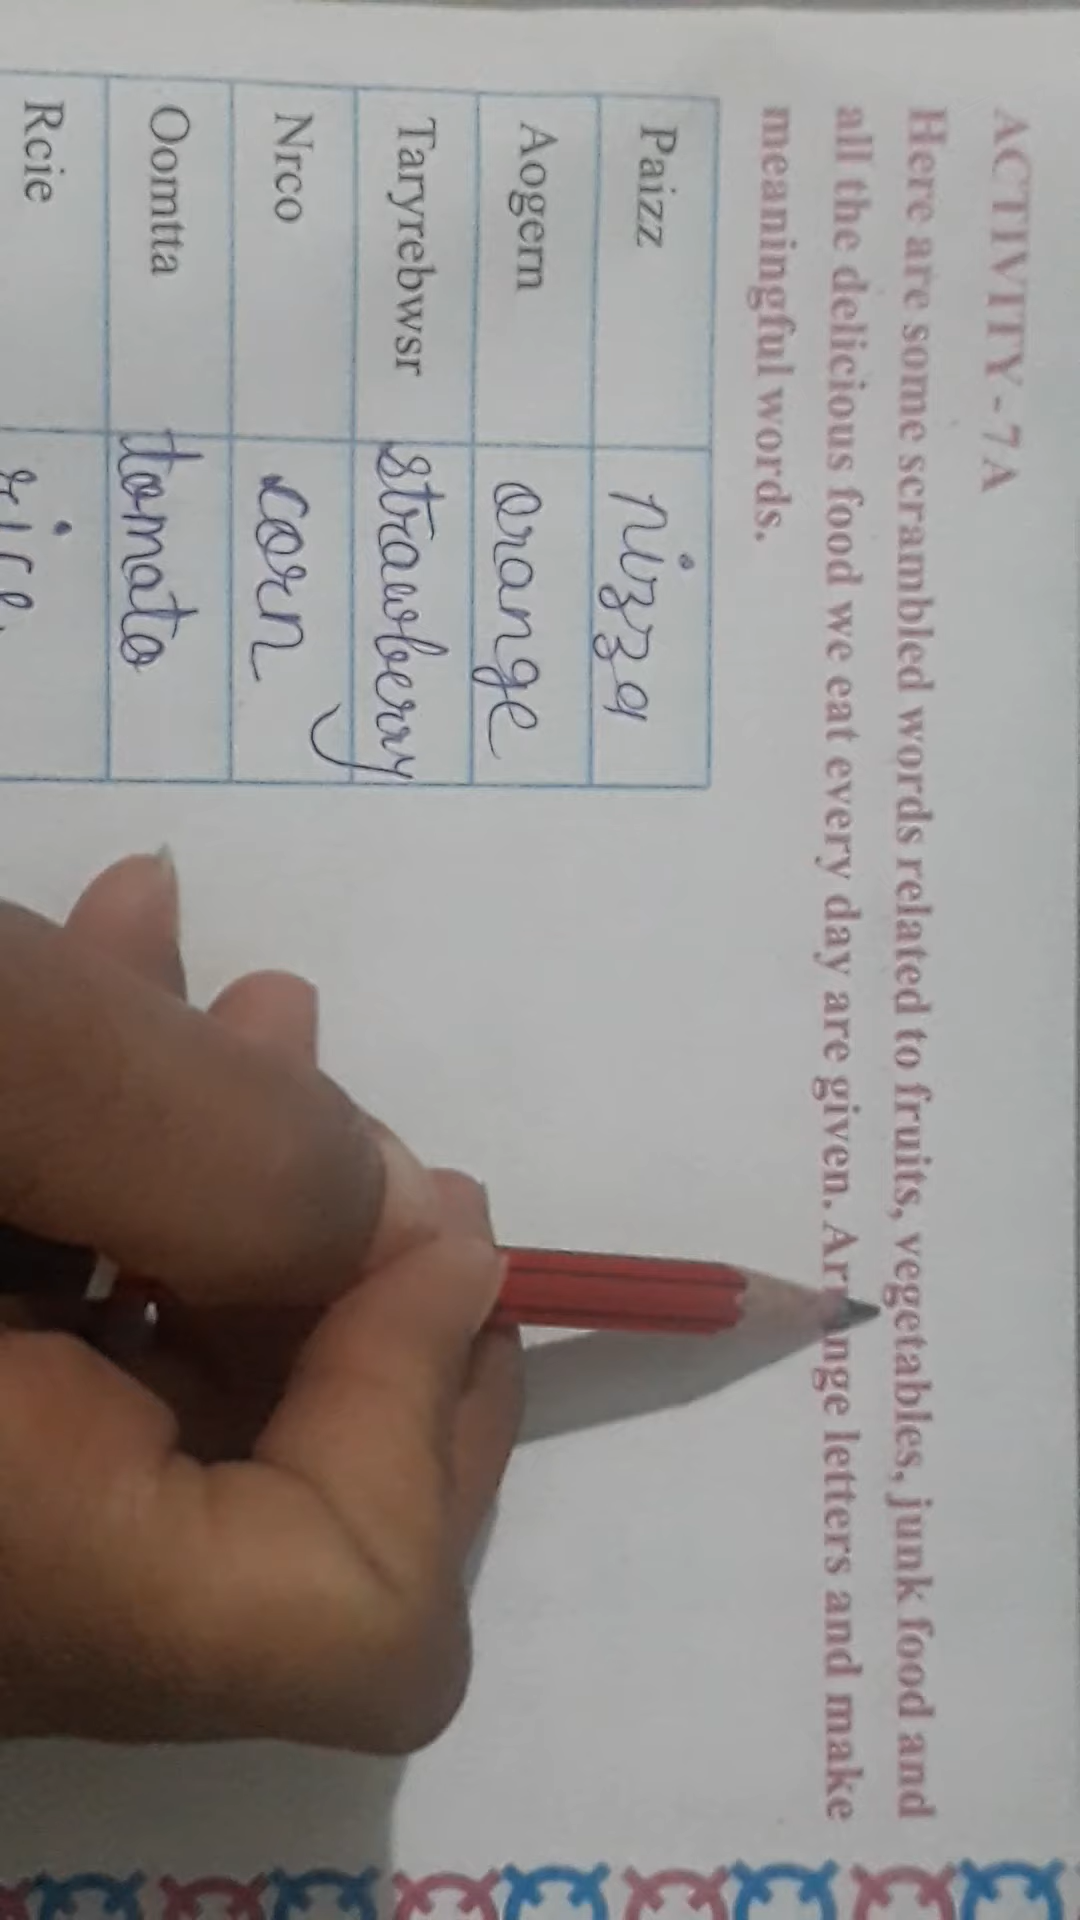 ACTIVITY - 7A
Here are some scrambled words related to fruits, vegetables, junk food and
all the delicious food we eat every day are given. Arrange letters and make
meaningful words.
Paizz pizza
Aogern orange
Taryrebwsr strawberry
Nrco corn
Oomtta tomato
Rcie rice